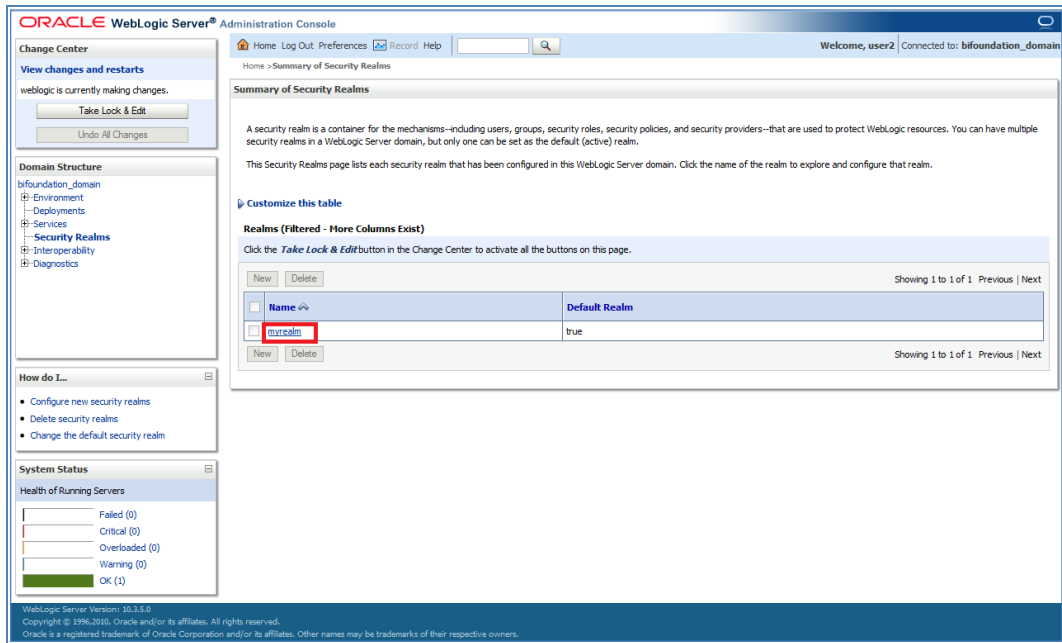 ORACLE WebLogic Server® Administration Console
Change Center
View changes and restarts
weblogic is currently making changes.
Take Lock & Edit
Undo All Changes
Domain Structure
bifoundation_domain
Environment
Deployments
Services
Security Realms
Interoperability
Diagnostics
How do I...
Configure new security realms
Delete security realms
Change the default security realm
System Status
Health of Running Servers
Failed (0)
Critical (0)
Overloaded (0)
Warning (0)
OK (1)
Home Log Out Preferences Record Help
Welcome, user2 Connected to: bifoundation_domain
Home >Summary of Security Realms
Summary of Security Realms
A security realm is a container for the mechanisms--including users, groups, security roles, security policies, and security providers--that are used to protect WebLogic resources. You can have multiple
security realms in a WebLogic Server domain, but only one can be set as the default (active) realm.
This Security Realms page lists each security realm that has been configured in this WebLogic Server domain. Click the name of the realm to explore and configure that realm.
Customize this table
Realms (Filtered - More Columns Exist)
Click the Take Lock & Edit button in the Change Center to activate all the buttons on this page.
New Delete Showing 1 to 1 of 1 Previous | Next
Name Default Realm
myrealm true
New Delete Showing 1 to 1 of 1 Previous | Next
WebLogic Server Version: 10.3.5.0
Copyright © 1996,2010, Oracle and/or its affiliates. All rights reserved.
Oracle is a registered trademark of Oracle Corporation and/or its affiliates. Other names may be trademarks of their respective owners.